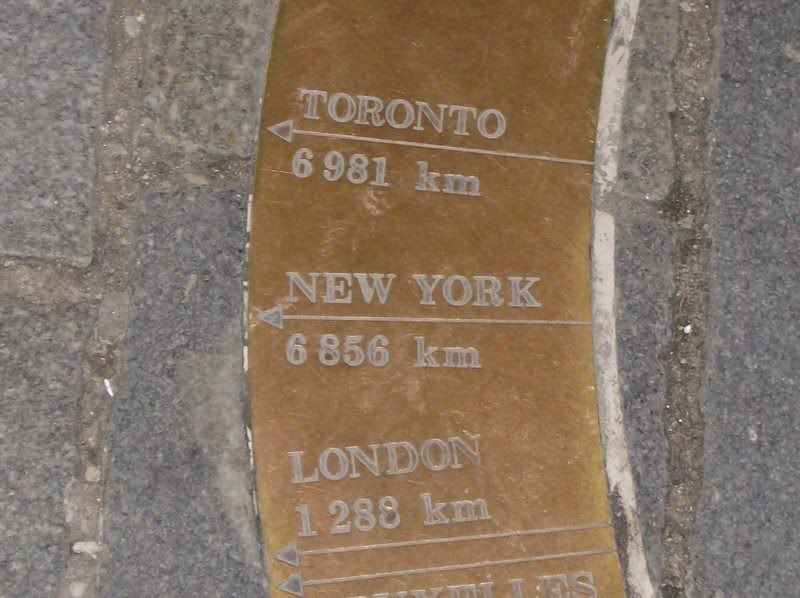 TORONTO
6 981 km
NEW YORK
6 856 km
LONDON
1 288 km